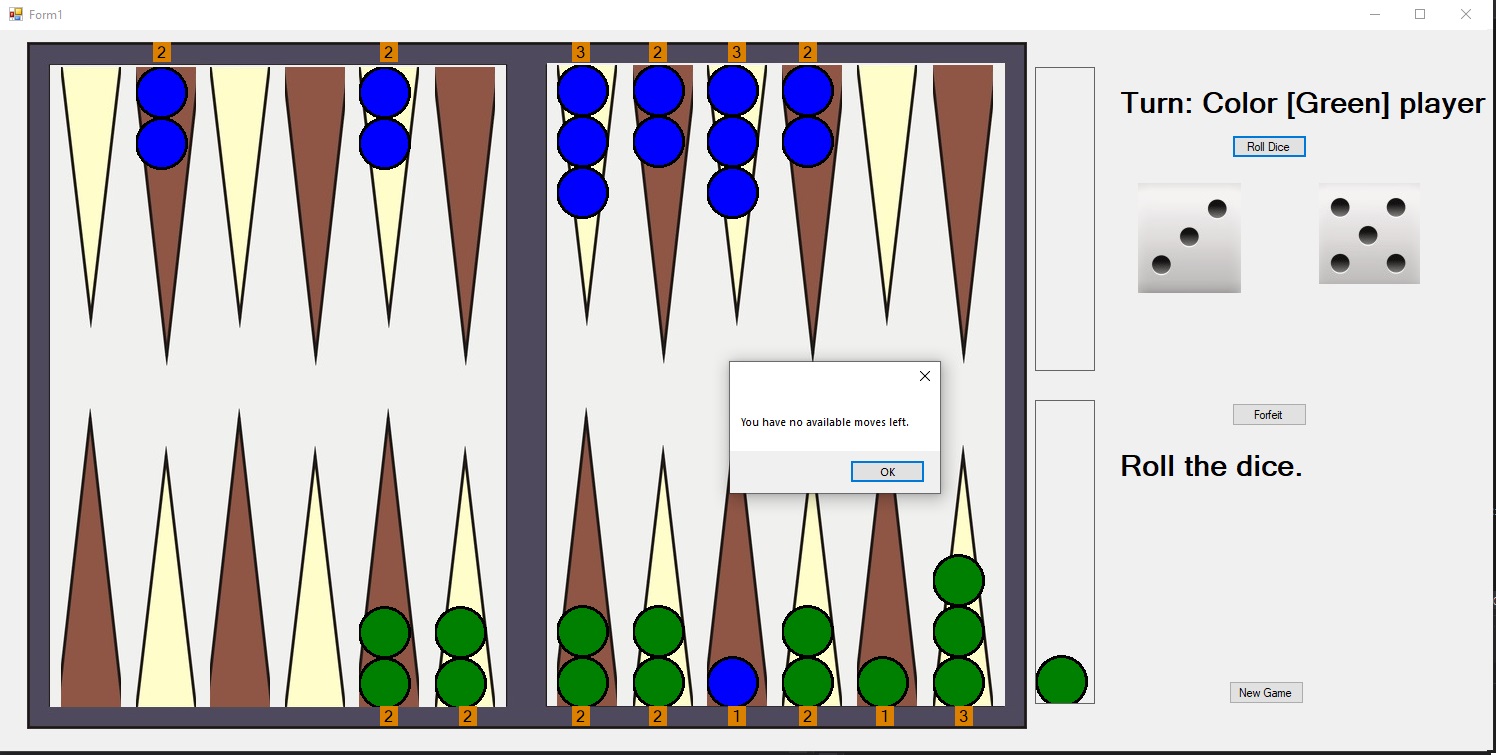 Form1
2 2 3 2 3 2
Turn: Color [Green] player
Roll Dice
You have no available moves left.
OK
Forfeit
Roll the dice.
New Game
2 2 2 2 1 2 1 3